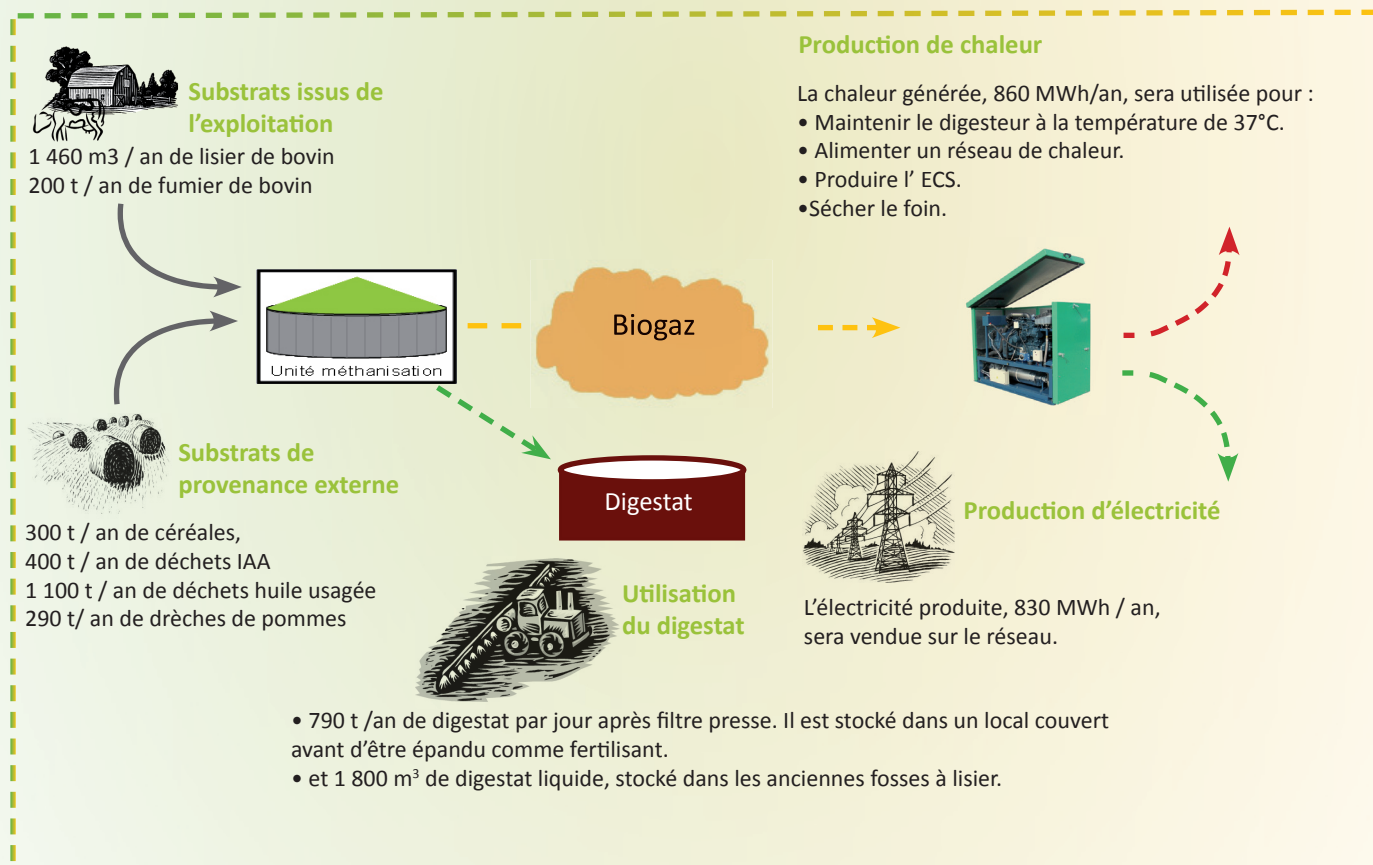 Substrats issus de
l'exploitation
1 460 m3 / an de lisier de bovin
200 t / an de fumier de bovin
Production de chaleur
La chaleur générée, 860 MWh/an, sera utilisée pour :
• Maintenir le digesteur à la température de 37°C.
• Alimenter un réseau de chaleur.
• Produire l' ECS.
•Sécher le foin.
Unité méthanisation
Biogaz
Substrats de
provenance externe
300 t / an de céréales,
400 t / an de déchets IAA
1 100 t / an de déchets huile usagée
290 t/ an de drèches de pommes
Digestat
Utilisation
du digestat
Production d'électricité
L'électricité produite, 830 MWh / an,
sera vendue sur le réseau.
• 790 t /an de digestat par jour après filtre presse. Il est stocké dans un local couvert
avant d'être épandu comme fertilisant.
• et 1 800 m³ de digestat liquide, stocké dans les anciennes fosses à lisier.